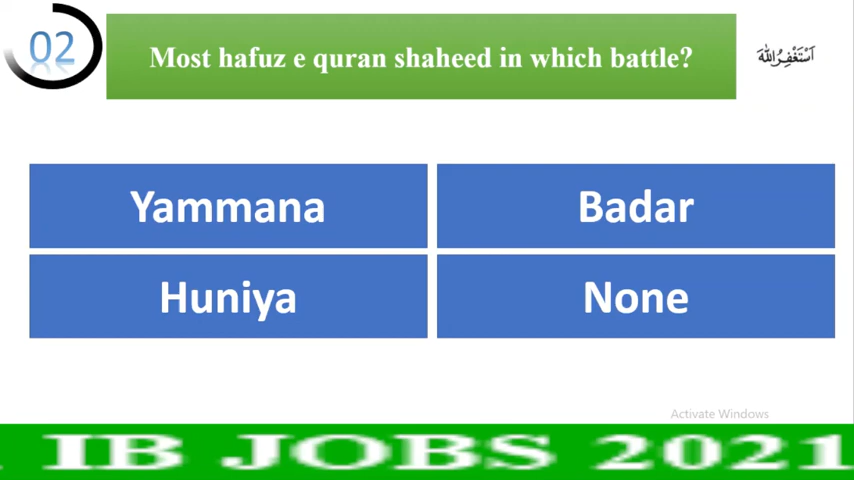 02
Most hafuz e quran shaheed in which battle?
اَسْتَغْفِرُاللّٰه
Yammana
Badar
Huniya
None
Activate Windows
IB JOBS 2021